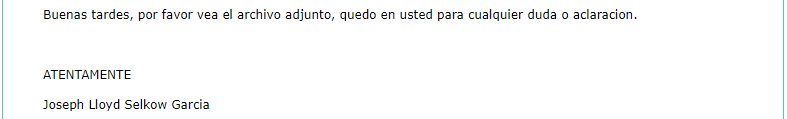 Buenas tardes, por favor vea el archivo adjunto, quedo en usted para cualquier duda o aclaracion.
ATENTAMENTE
Joseph Lloyd Selkow Garcia